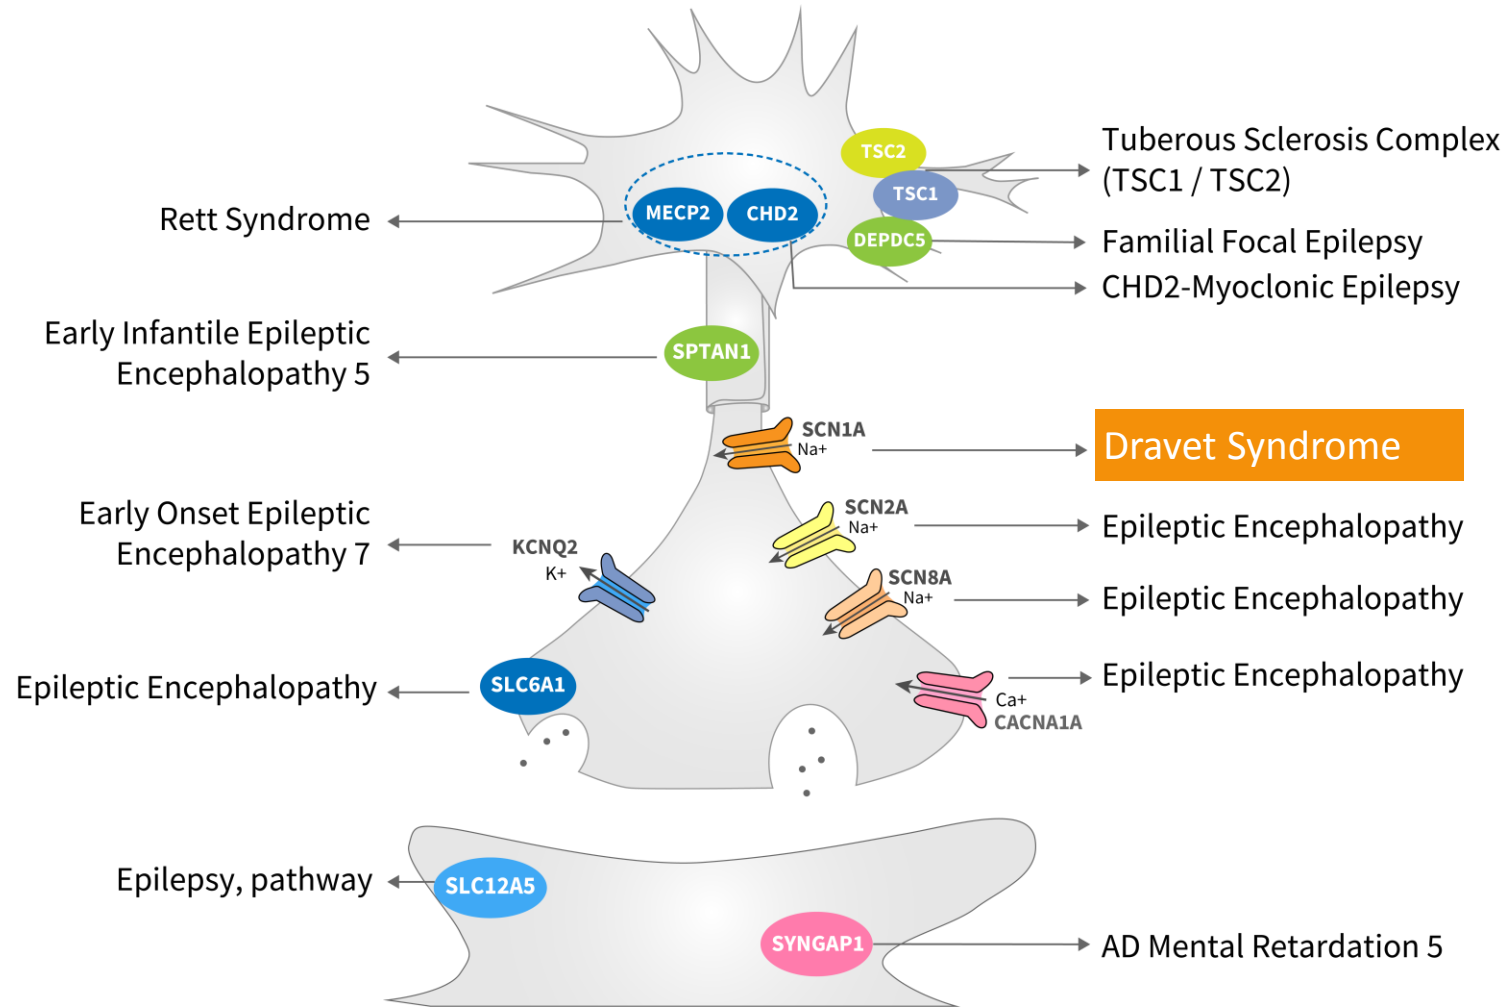 TSC2
Tuberous Sclerosis Complex
(TSC1 / TSC2)
TSC1
Rett Syndrome
MECP2
CHD2
DEPDC5
Familial Focal Epilepsy
CHD2-Myoclonic Epilepsy
Early Infantile Epileptic
Encephalopathy 5
SPTAN1
SCN1A
Na+
Dravet Syndrome
Early Onset Epileptic
Encephalopathy 7
KCNQ2
K+
SCN2A
Na+
Epileptic Encephalopathy
SCN8A
Na+
Epileptic Encephalopathy
Epileptic Encephalopathy
SLC6A1
Ca+
CACNA1A
Epileptic Encephalopathy
Epilepsy, pathway
SLC12A5
SYNGAP1
AD Mental Retardation 5